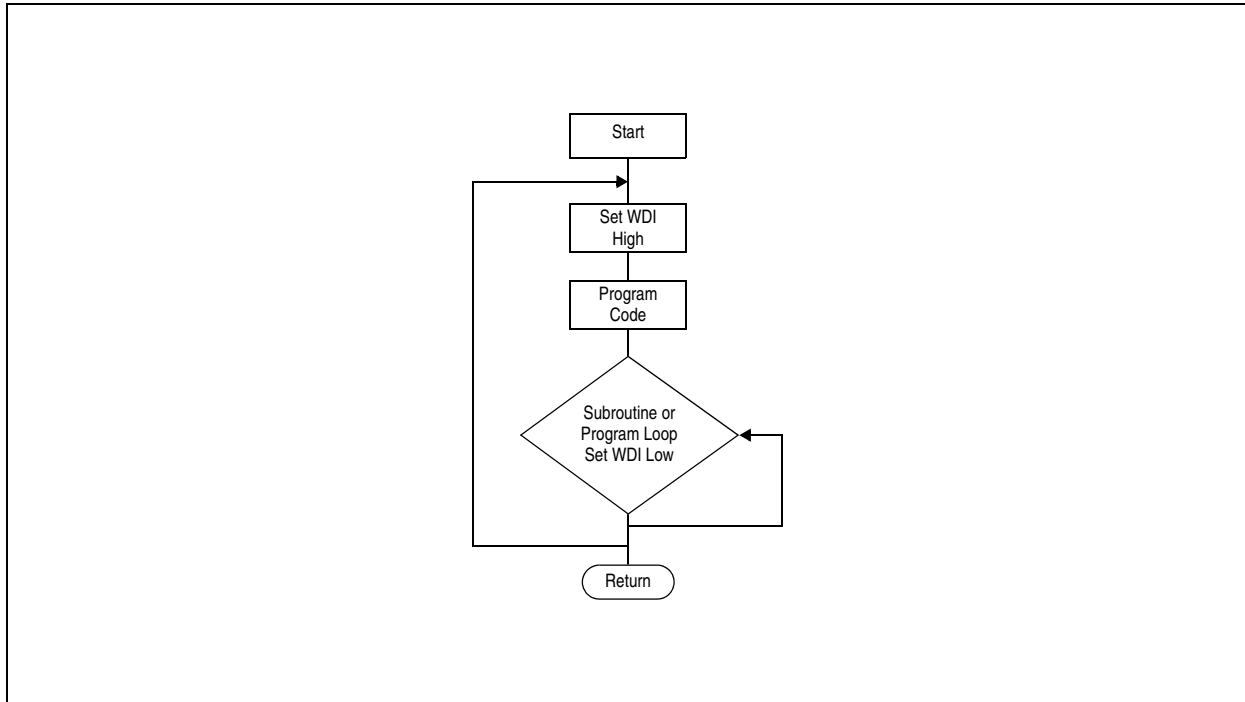 Start
Set WDI
High
Program
Code
Subroutine or
Program Loop
Set WDI Low
Return